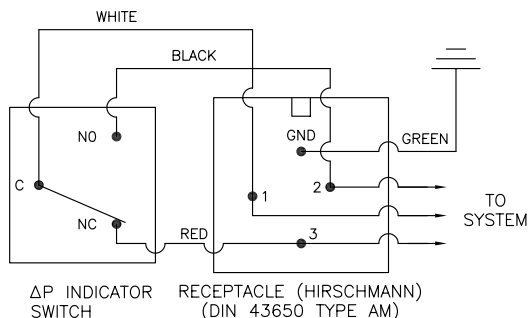 WHITE
BLACK
NO
GND
GREEN
C
1
2
NC
RED
3
TO
SYSTEM
ΔP INDICATOR
SWITCH
RECEPTACLE (HIRSCHMANN)
(DIN 43650 TYPE AM)